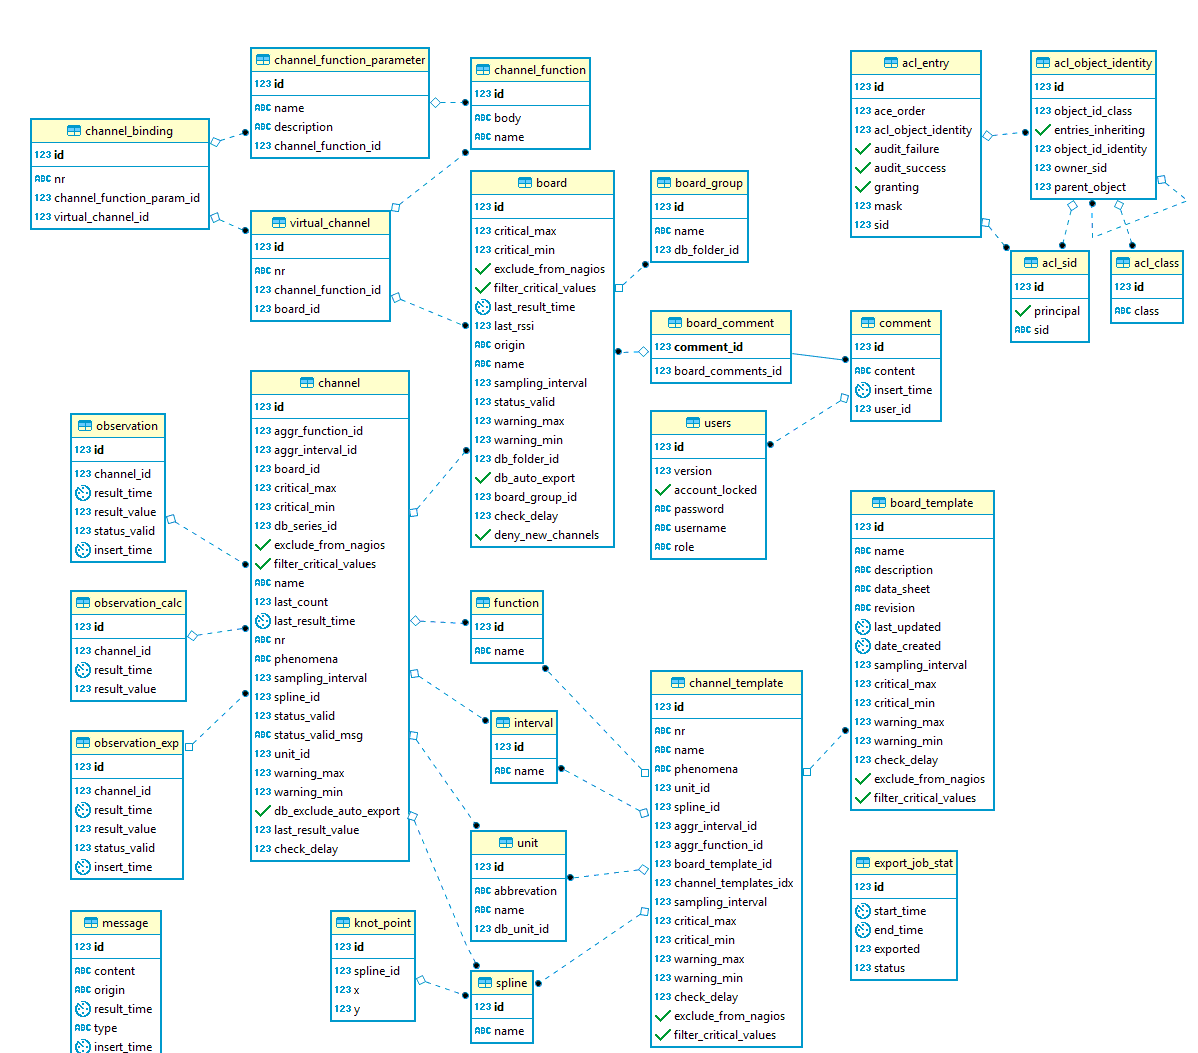 channel_function_parameter
123 id
ABC name
ABC description
123 channel_function_id
channel_function
123 id
ABC body
ABC name
acl_entry
123 id
123 ace_order
123 acl_object_identity
audit_failure
audit_success
granting
123 mask
123 sid
acl_object_identity
123 id
123 object_id_class
entries_inheriting
123 object_id_identity
123 owner_sid
123 parent_object
channel_binding
123 id
ABC nr
123 channel_function_param_id
123 virtual_channel_id
board
123 id
123 critical_max
123 critical_min
exclude_from_nagios
filter_critical_values
last_result_time
123 last_rssi
ABC origin
ABC name
123 sampling_interval
123 status_valid
123 warning_max
123 warning_min
123 db_folder_id
db_auto_export
123 board_group_id
123 check_delay
deny_new_channels
board_group
123 id
ABC name
123 db_folder_id
virtual_channel
123 id
ABC nr
123 channel_function_id
123 board_id
acl_sid
123 id
principal
ABC sid
acl_class
123 id
ABC class
board_comment
123 comment_id
123 board_comments_id
comment
123 id
ABC content
insert_time
123 user_id
channel
123 id
123 aggr_function_id
123 aggr_interval_id
123 board_id
123 critical_max
123 critical_min
123 db_series_id
exclude_from_nagios
filter_critical_values
ABC name
123 last_count
last_result_time
ABC nr
ABC phenomena
123 sampling_interval
123 spline_id
123 status_valid
ABC status_valid_msg
123 unit_id
123 warning_max
123 warning_min
db_exclude_auto_export
123 last_result_value
123 check_delay
observation
123 id
123 channel_id
result_time
123 result_value
123 status_valid
insert_time
users
123 id
123 version
account_locked
ABC password
ABC username
ABC role
board_template
123 id
ABC name
ABC description
ABC data_sheet
ABC revision
last_updated
date_created
123 sampling_interval
123 critical_max
123 critical_min
123 warning_max
123 warning_min
123 check_delay
exclude_from_nagios
filter_critical_values
observation_calc
123 id
123 channel_id
result_time
123 result_value
function
123 id
ABC name
channel_template
123 id
ABC nr
ABC name
ABC phenomena
123 unit_id
123 spline_id
123 aggr_interval_id
123 aggr_function_id
123 board_template_id
123 channel_templates_idx
123 sampling_interval
123 critical_max
123 critical_min
123 warning_max
123 warning_min
123 check_delay
exclude_from_nagios
filter_critical_values
interval
123 id
ABC name
observation_exp
123 id
123 channel_id
result_time
123 result_value
123 status_valid
insert_time
unit
123 id
ABC abbrevation
ABC name
123 db_unit_id
export_job_stat
123 id
start_time
end_time
123 exported
123 status
message
123 id
ABC content
ABC origin
result_time
ABC type
insert_time
knot_point
123 id
123 spline_id
123 x
123 y
spline
123 id
ABC name